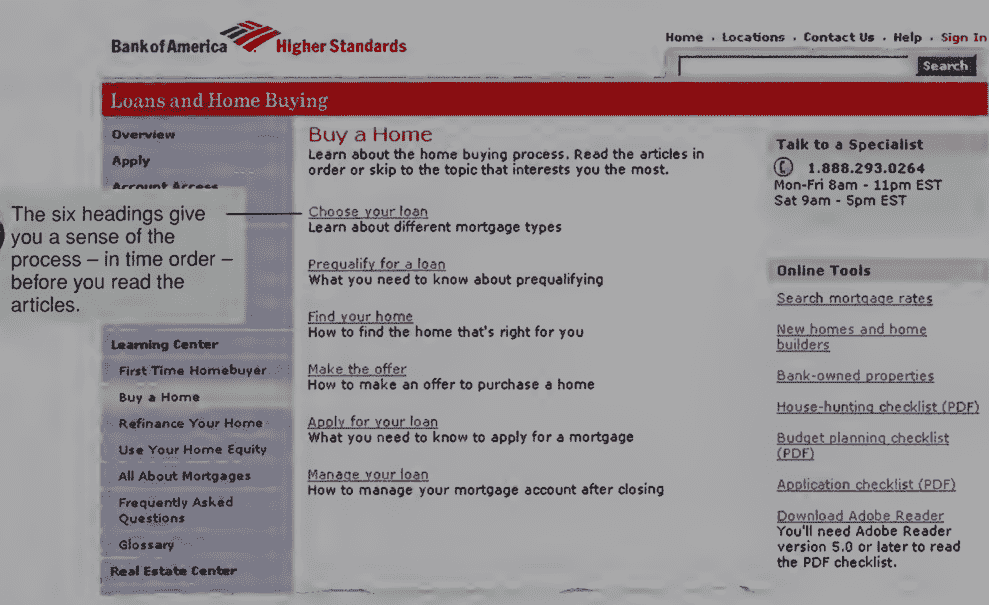 Bank of America Higher Standards
Home . Locations . Contact Us . Help . Sign In
Search
Loans and Home Buying
Overview
Apply
Account Access
The six headings give
you a sense of the
process – in time order –
before you read the
articles.
Learning Center
First Time Homebuyer
Buy a Home
Refinance Your Home
Use Your Home Equity
All About Mortgages
Frequently Asked
Questions
Glossary
Real Estate Center
Buy a Home
Learn about the home buying process. Read the articles in
order or skip to the topic that interests you the most.
Choose your loan
Learn about different mortgage types
Prequalify for a loan
What you need to know about prequalifying
Find your home
How to find the home that's right for you
Make the offer
How to make an offer to purchase a home
Apply for your loan
What you need to know to apply for a mortgage
Manage your loan
How to manage your mortgage account after closing
Talk to a Specialist
1.888.293.0264
Mon-Fri 8am - 11pm EST
Sat 9am - 5pm EST
Online Tools
Search mortgage rates
New homes and home
builders
Bank-owned properties
House-hunting checklist (PDF)
Budget planning checklist
(PDF)
Application checklist (PDF)
Download Adobe Reader
You'll need Adobe Reader
version 5.0 or later to read
the PDF checklist.